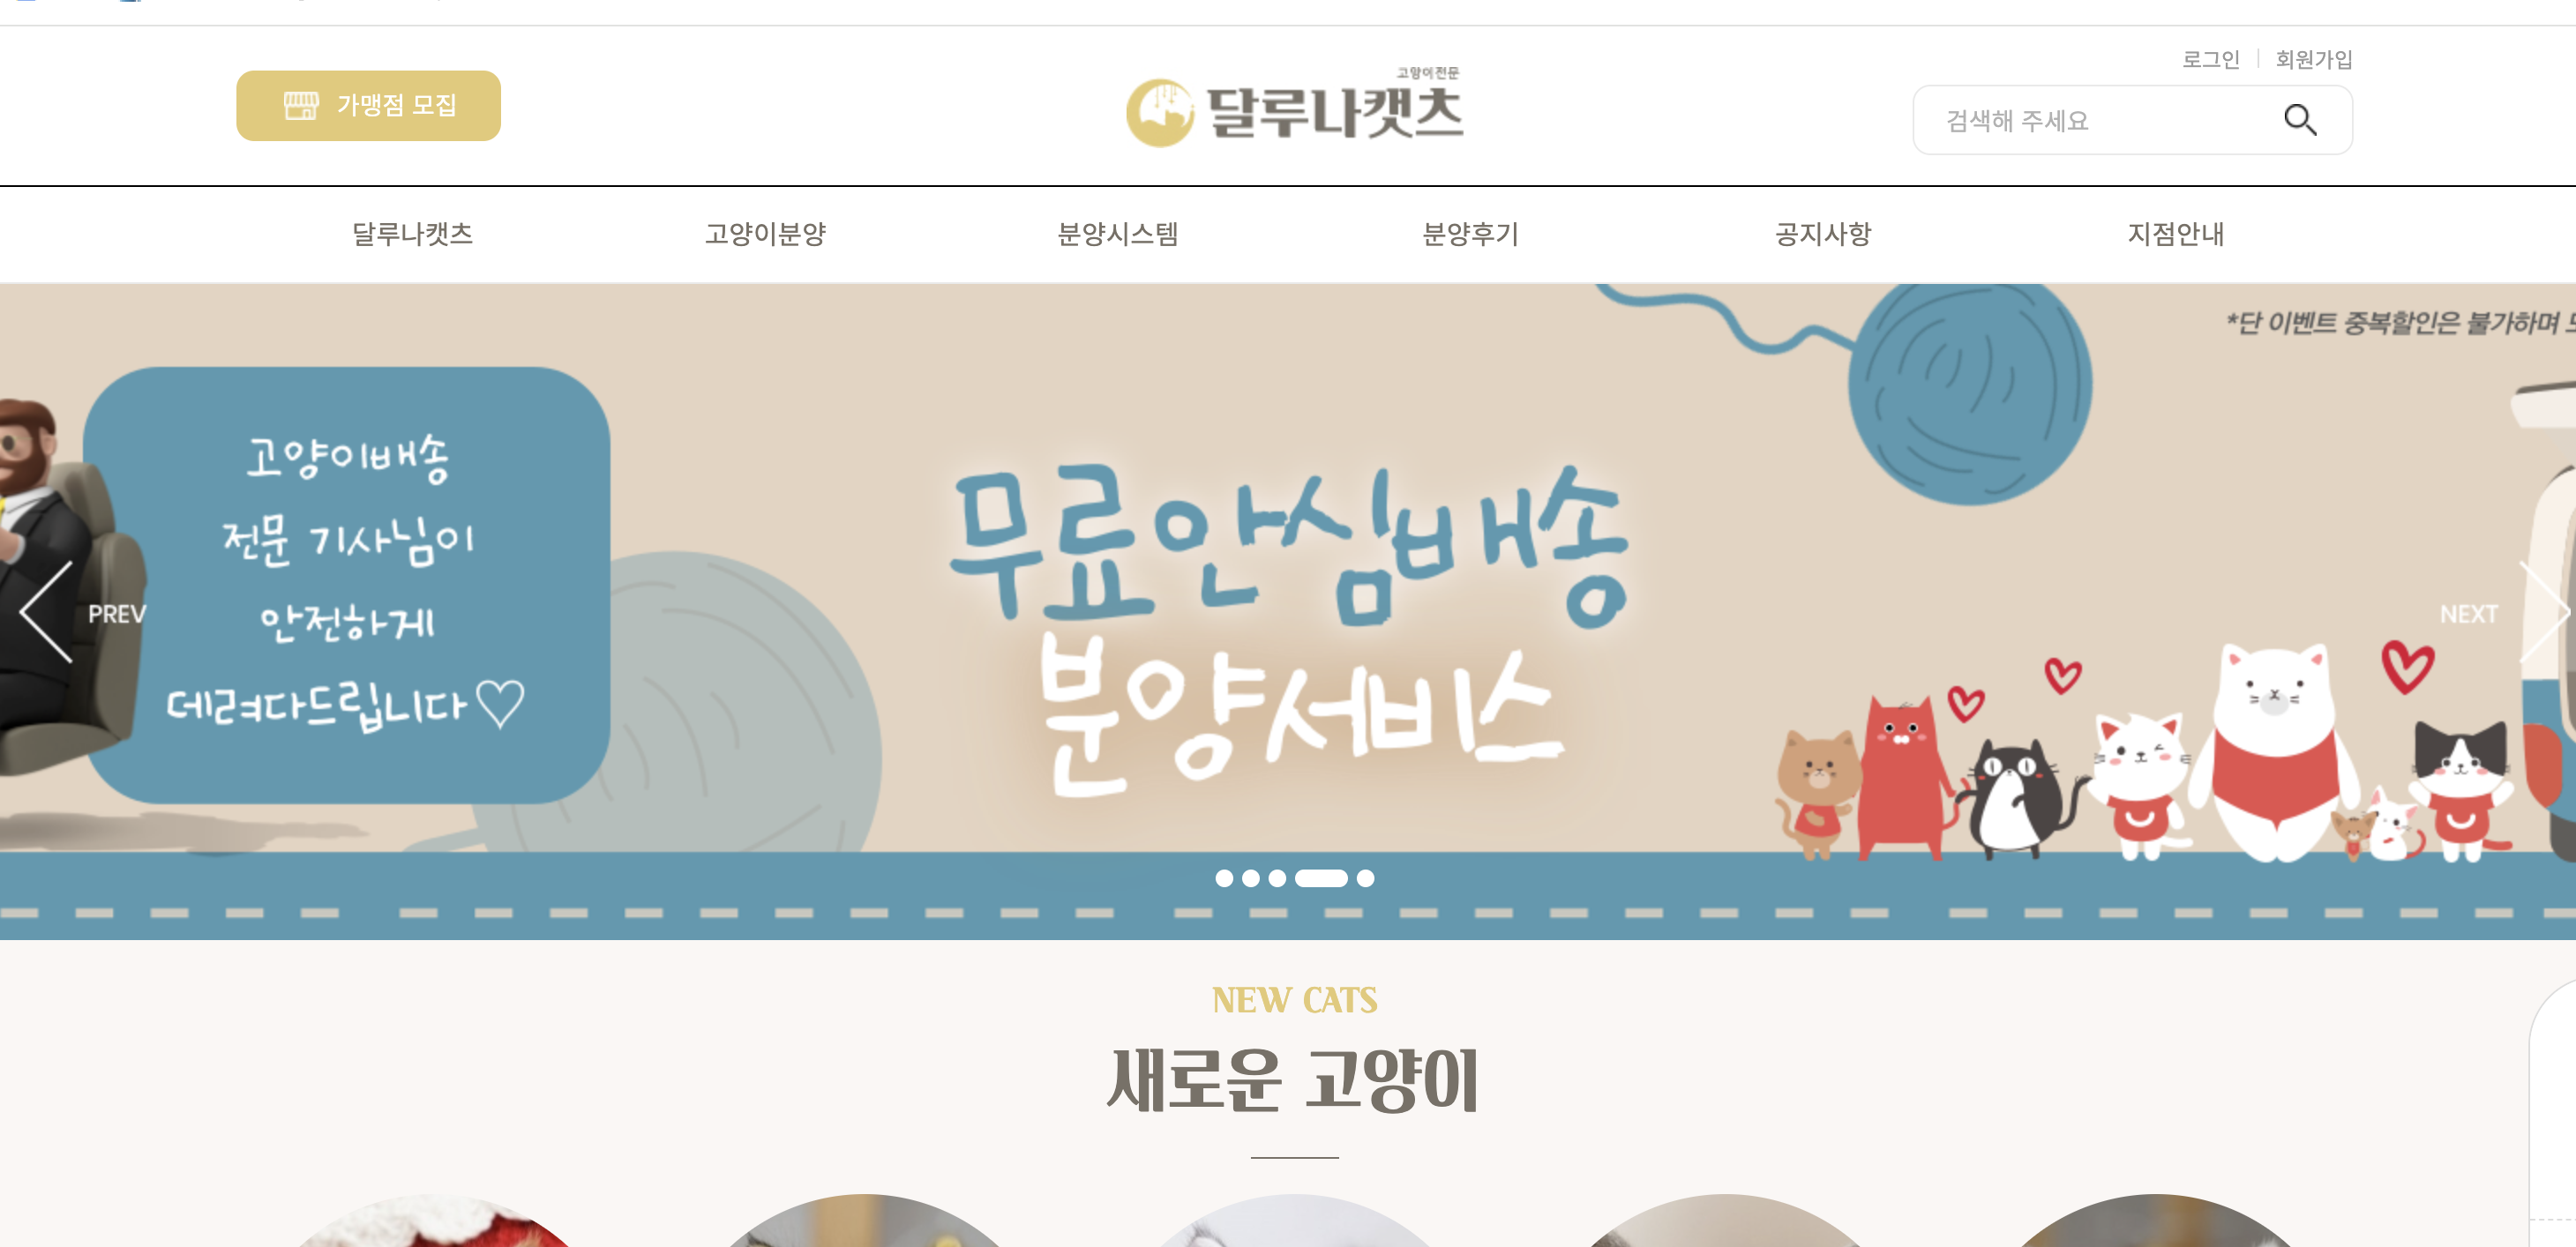 로그인
회원가입
가맹점 모집
고양이전문
달루나캣츠
검색해 주세요
달루나캣츠
고양이분양
분양시스템
분양후기
공지사항
지점안내
*단 이벤트 중복할인은 불가하며
고양이배송
전문 기사님이
안전하게
데려다드립니다♡
무료안심배송
분양서비스
PREV
NEXT
NEW CATS
새로운 고양이